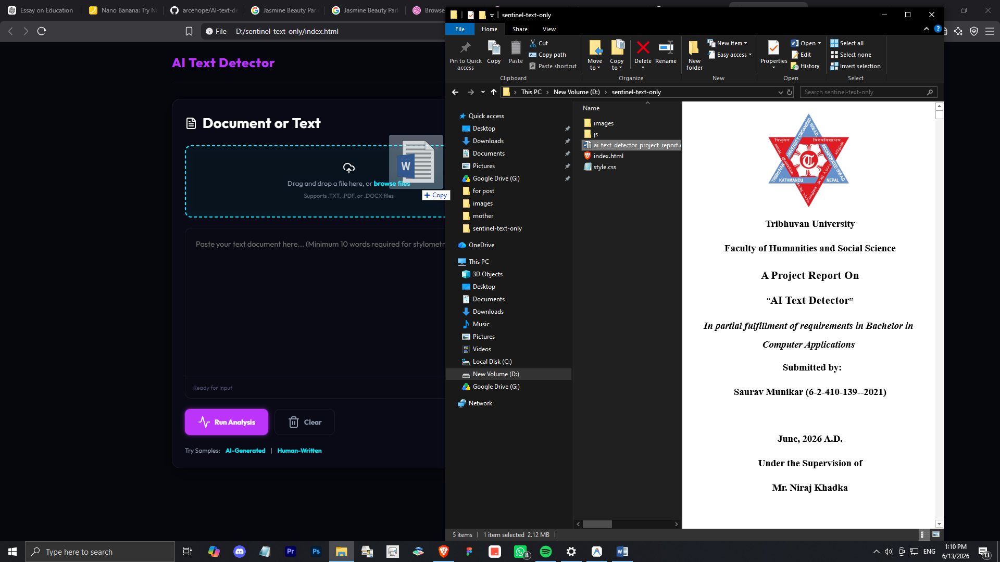 Essay on Education
Nano Banana: Try N
arcehope/AI-text-de
Jasmine Beauty Parl
Jasmine Beauty Parl
Browse
File D:/sentinel-text-only/index.html
AI Text Detector
Document or Text
Drag and drop a file here, or browse files
Supports .TXT, .PDF, or .DOCX files
+ Copy
Paste your text document here... (Minimum 10 words required for stylometr
Ready for input
Run Analysis
Clear
Try Samples: AI-Generated | Human-Written
sentinel-text-only
File Home Share View
Pin to Quick access
Copy
Paste
Cut
Copy path
Paste shortcut
Clipboard
Move to
Copy to
Delete
Rename
Organize
New folder
New item
Easy access
New
Properties
Open
Edit
History
Open
Select all
Select none
Invert selection
Select
This PC > New Volume (D:) > sentinel-text-only
Search sentinel-text-only
Quick access
Desktop
Downloads
Documents
Pictures
Google Drive (G:)
for post
images
mother
sentinel-text-only
OneDrive
This PC
3D Objects
Desktop
Documents
Downloads
Music
Pictures
Videos
Local Disk (C:)
New Volume (D:)
Google Drive (G:)
Network
Name
images
js
ai_text_detector_project_report.
index.html
style.css
त्रिभुवन विश्वविद्यालय
TRIBHUVAN UNIVERSITY ORGANISED 1958 A.D.
INCORPORATED 1959 A.D.
KATHMANDU NEPAL
Tribhuvan University
Faculty of Humanities and Social Science
A Project Report On
“AI Text Detector”
In partial fulfillment of requirements in Bachelor in
Computer Applications
Submitted by:
Saurav Munikar (6-2-410-139--2021)
June, 2026 A.D.
Under the Supervision of
Mr. Niraj Khadka
5 items | 1 item selected 2.12 MB |
Type here to search
Pr
Ps
8
ENG
1:10 PM
6/13/2026
13